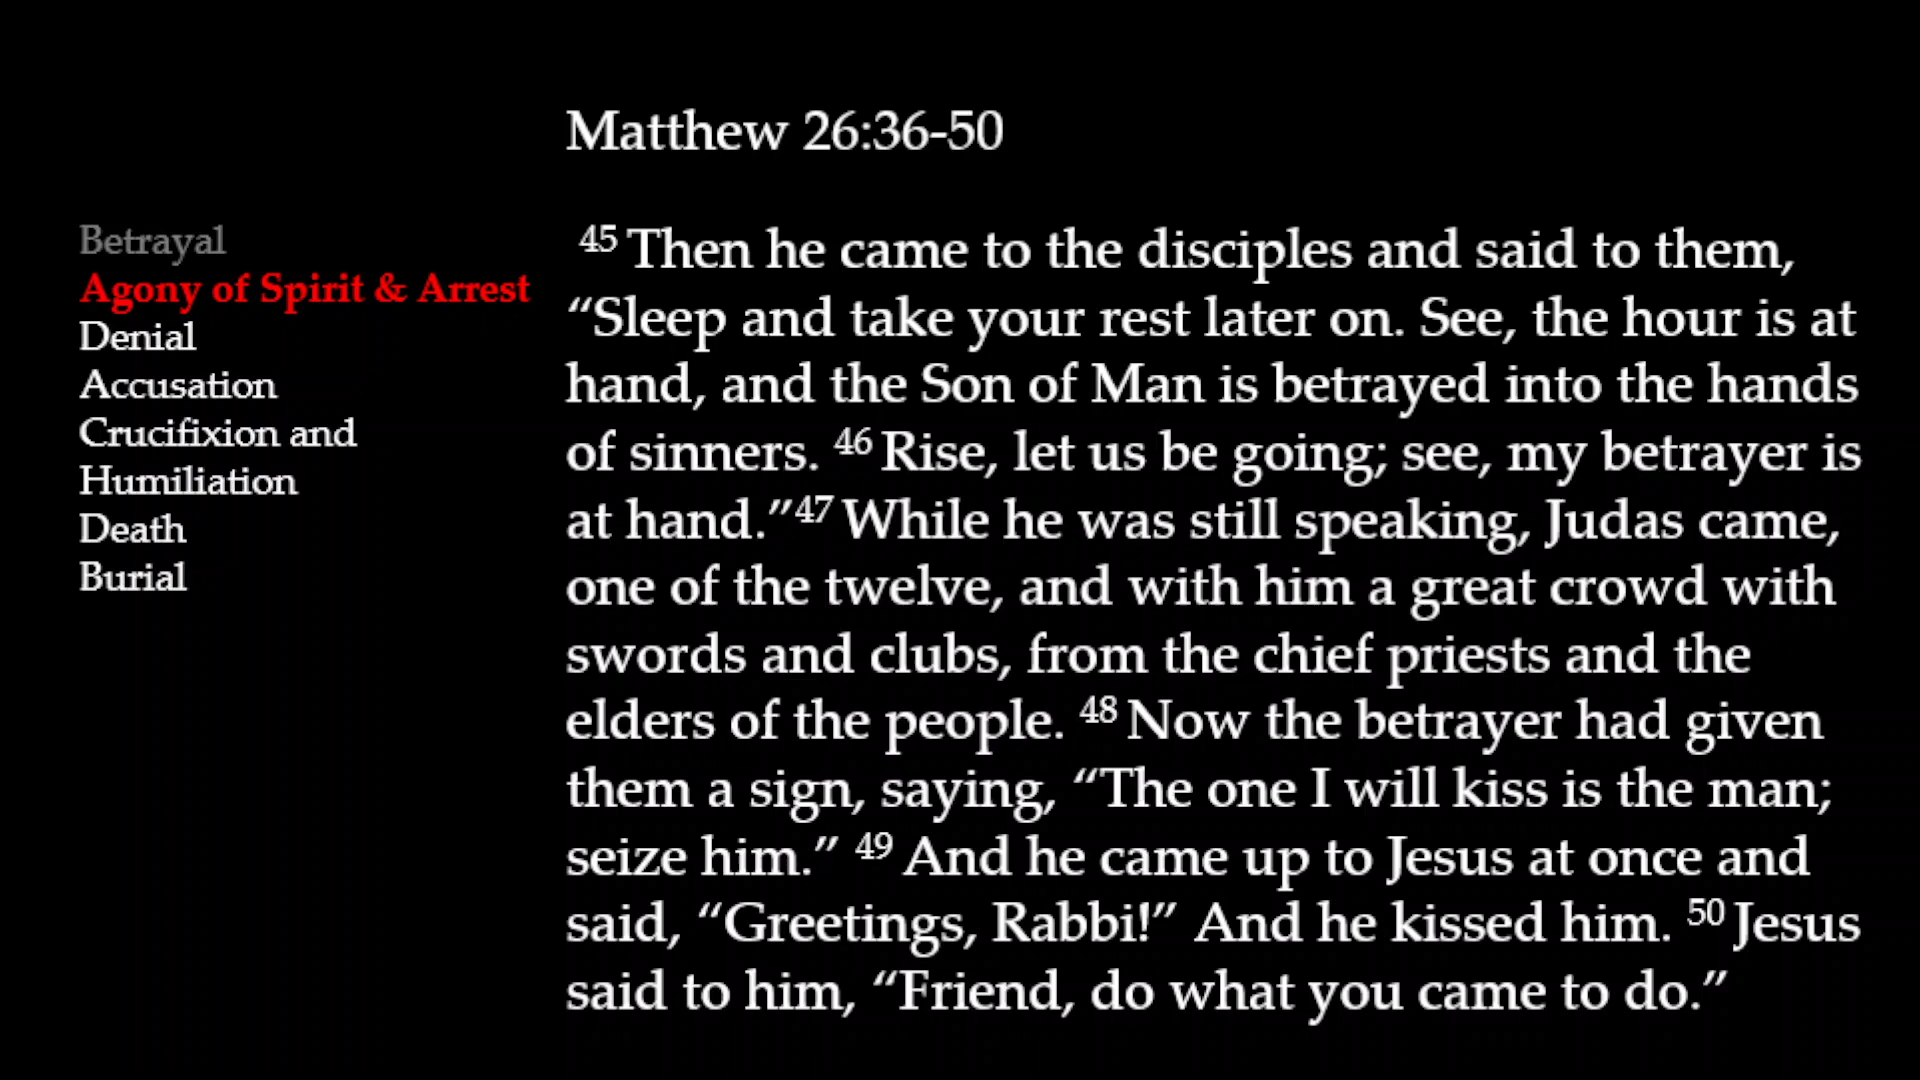 Matthew 26:36-50
Betrayal
Agony of Spirit & Arrest
Denial
Accusation
Crucifixion and
Humiliation
Death
Burial
45 Then he came to the disciples and said to them,
“Sleep and take your rest later on. See, the hour is at
hand, and the Son of Man is betrayed into the hands
of sinners. 46 Rise, let us be going; see, my betrayer is
at hand.”47 While he was still speaking, Judas came,
one of the twelve, and with him a great crowd with
swords and clubs, from the chief priests and the
elders of the people. 48 Now the betrayer had given
them a sign, saying, “The one I will kiss is the man;
seize him.” 49 And he came up to Jesus at once and
said, “Greetings, Rabbi!” And he kissed him. 50 Jesus
said to him, “Friend, do what you came to do.”